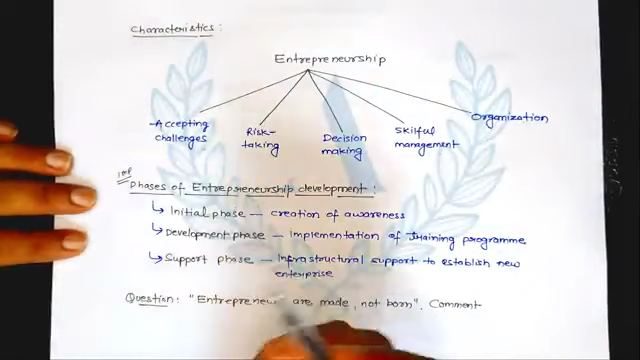 Characteristics:
Entrepreneurship
Accepting challenges
Risk-taking
Decision making
Skilful management
Organization
Imp
Phases of Entrepreneurship development:
↳ Initial phase — creation of awareness
↳ Development phase — Implementation of training programme
↳ Support phase — Infrastructural support to establish new
enterprise
Question: "Entrepreneur" are made, not born". Comment